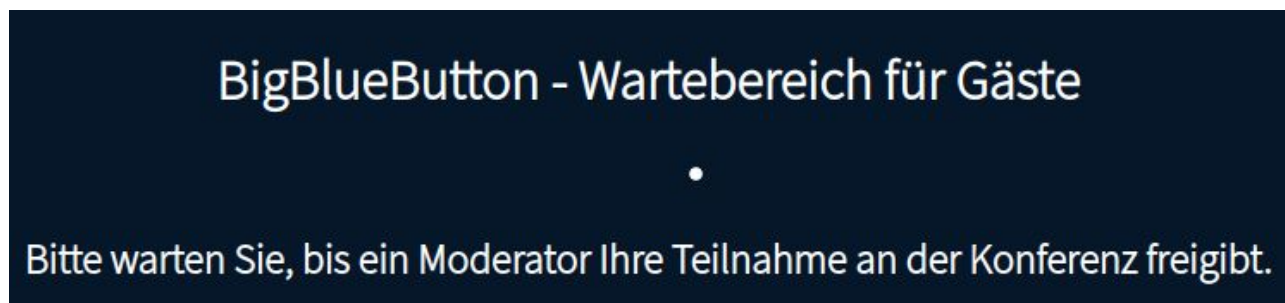 BigBlueButton - Wartebereich für Gäste
Bitte warten Sie, bis ein Moderator Ihre Teilnahme an der Konferenz freigibt.